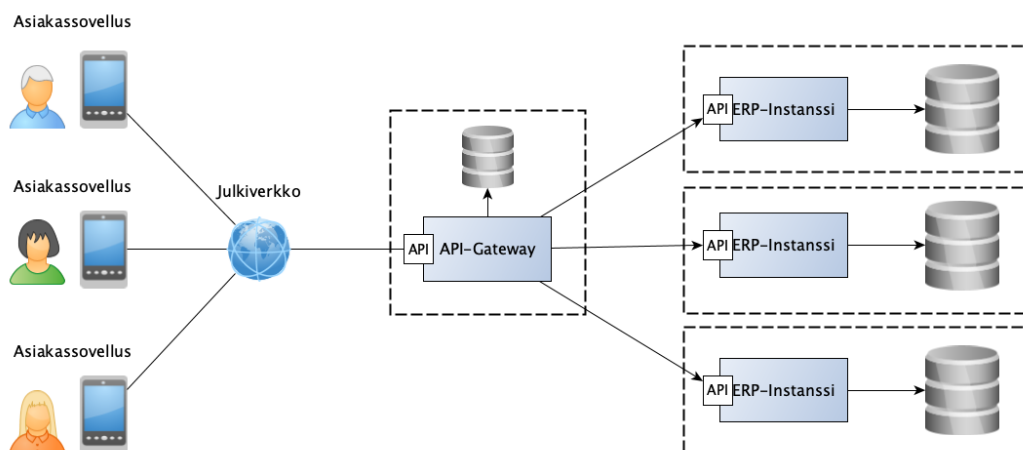 Asiakassovellus
Asiakassovellus
Asiakassovellus
Julkiverkko
API
API-Gateway
API
ERP-Instanssi
API
ERP-Instanssi
API
ERP-Instanssi